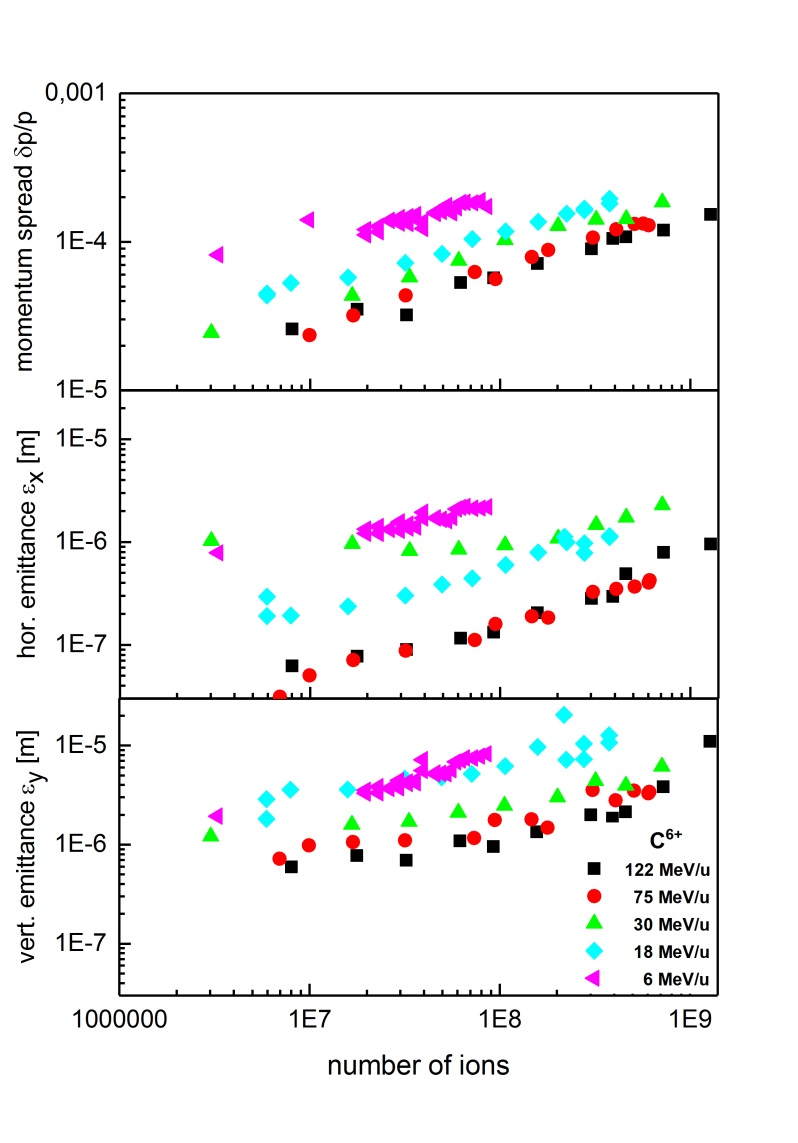 0,001
momentum spread δp/p
1E-4
1E-5
1E-5
hor. emittance εx [m]
1E-6
1E-7
1E-5
vert. emittance εy [m]
1E-6
1E-7
C6+
122 MeV/u
75 MeV/u
30 MeV/u
18 MeV/u
6 MeV/u
1000000 1E7 1E8 1E9
number of ions